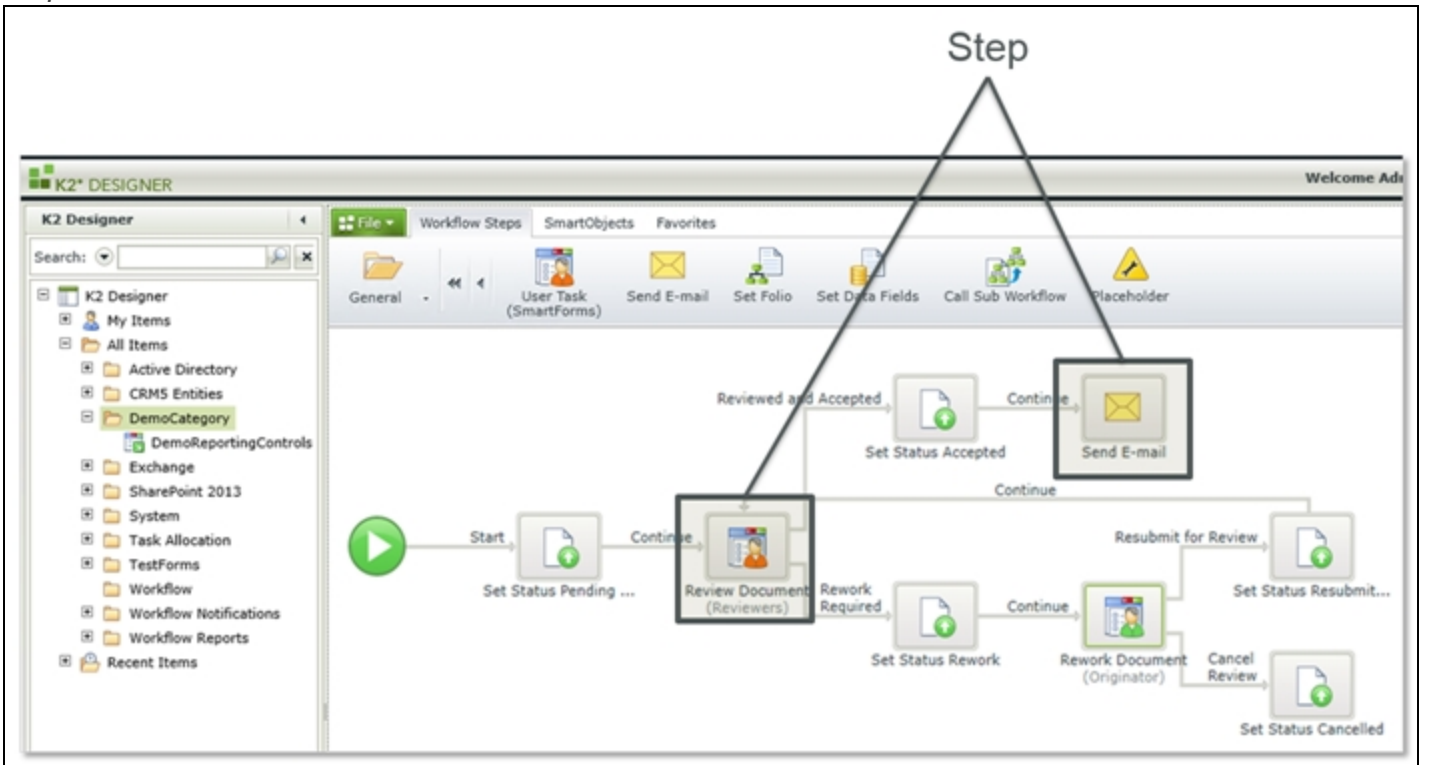 Step
K2* DESIGNER
Welcome Adm
K2 Designer
Search:
K2 Designer
My Items
All Items
Active Directory
CRM5 Entities
DemoCategory
DemoReportingControls
Exchange
SharePoint 2013
System
Task Allocation
TestForms
Workflow
Workflow Notifications
Workflow Reports
Recent Items
File
Workflow Steps
SmartObjects
Favorites
General
User Task
(SmartForms)
Send E-mail
Set Folio
Set Data Fields
Call Sub Workflow
Placeholder
Reviewed and Accepted
Continue
Set Status Accepted
Send E-mail
Continue
Start
Continue
Resubmit for Review
Set Status Pending ...
Review Document
(Reviewers)
Rework
Required
Continue
Set Status Resubmit...
Set Status Rework
Rework Document
(Originator)
Cancel
Review
Set Status Cancelled